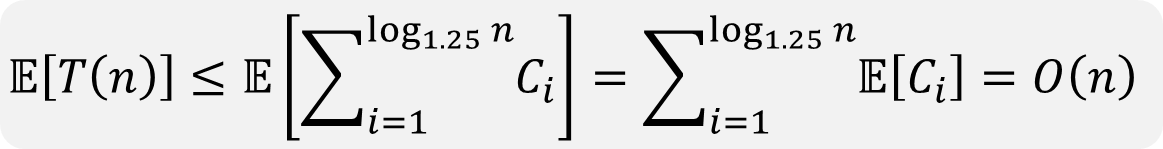 𝔼[T(n)] ≤ 𝔼[∑_{i=1}^{log_{1.25} n} C_i] = ∑_{i=1}^{log_{1.25} n} 𝔼[C_i] = O(n)